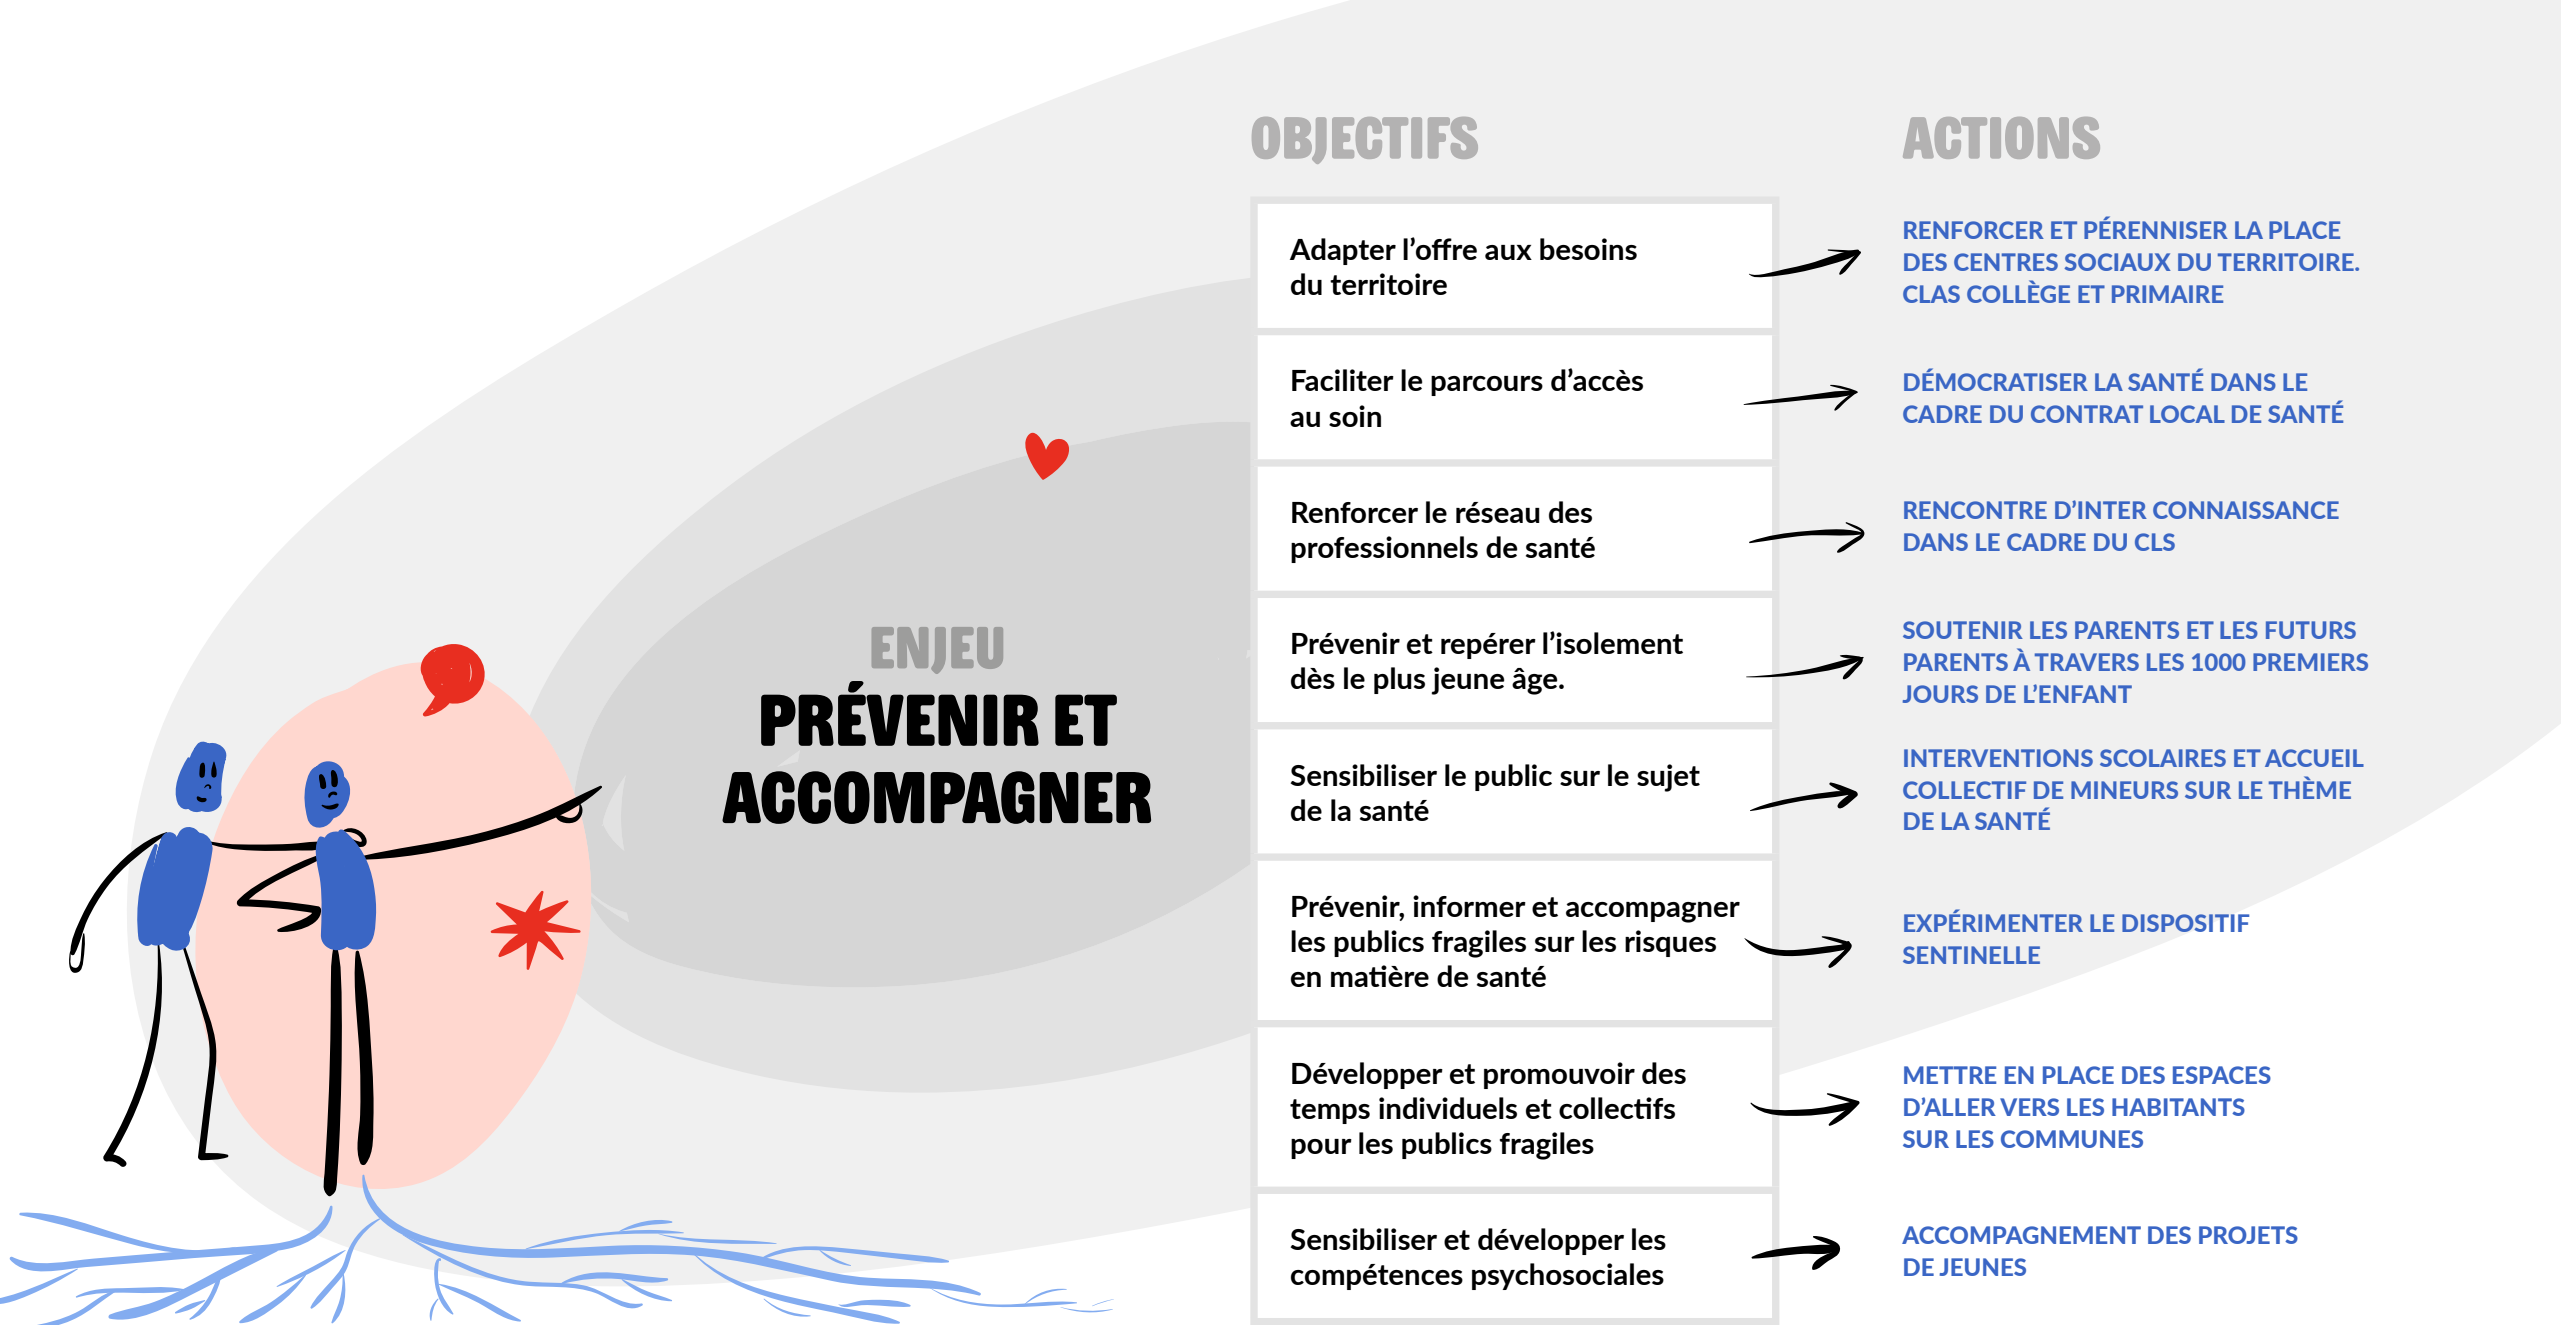 OBJECTIFS
ACTIONS
ENJEU
PRÉVENIR ET
ACCOMPAGNER
Adapter l’offre aux besoins
du territoire
RENFORCER ET PÉRENNISER LA PLACE
DES CENTRES SOCIAUX DU TERRITOIRE.
CLAS COLLÈGE ET PRIMAIRE
Faciliter le parcours d’accès
au soin
DÉMOCRATISER LA SANTÉ DANS LE
CADRE DU CONTRAT LOCAL DE SANTÉ
Renforcer le réseau des
professionnels de santé
RENCONTRE D’INTER CONNAISSANCE
DANS LE CADRE DU CLS
Prévenir et repérer l’isolement
dès le plus jeune âge.
SOUTENIR LES PARENTS ET LES FUTURS
PARENTS À TRAVERS LES 1000 PREMIERS
JOURS DE L’ENFANT
Sensibiliser le public sur le sujet
de la santé
INTERVENTIONS SCOLAIRES ET ACCUEIL
COLLECTIF DE MINEURS SUR LE THÈME
DE LA SANTÉ
Prévenir, informer et accompagner
les publics fragiles sur les risques
en matière de santé
EXPÉRIMENTER LE DISPOSITIF
SENTINELLE
Développer et promouvoir des
temps individuels et collectifs
pour les publics fragiles
METTRE EN PLACE DES ESPACES
D’ALLER VERS LES HABITANTS
SUR LES COMMUNES
Sensibiliser et développer les
compétences psychosociales
ACCOMPAGNEMENT DES PROJETS
DE JEUNES